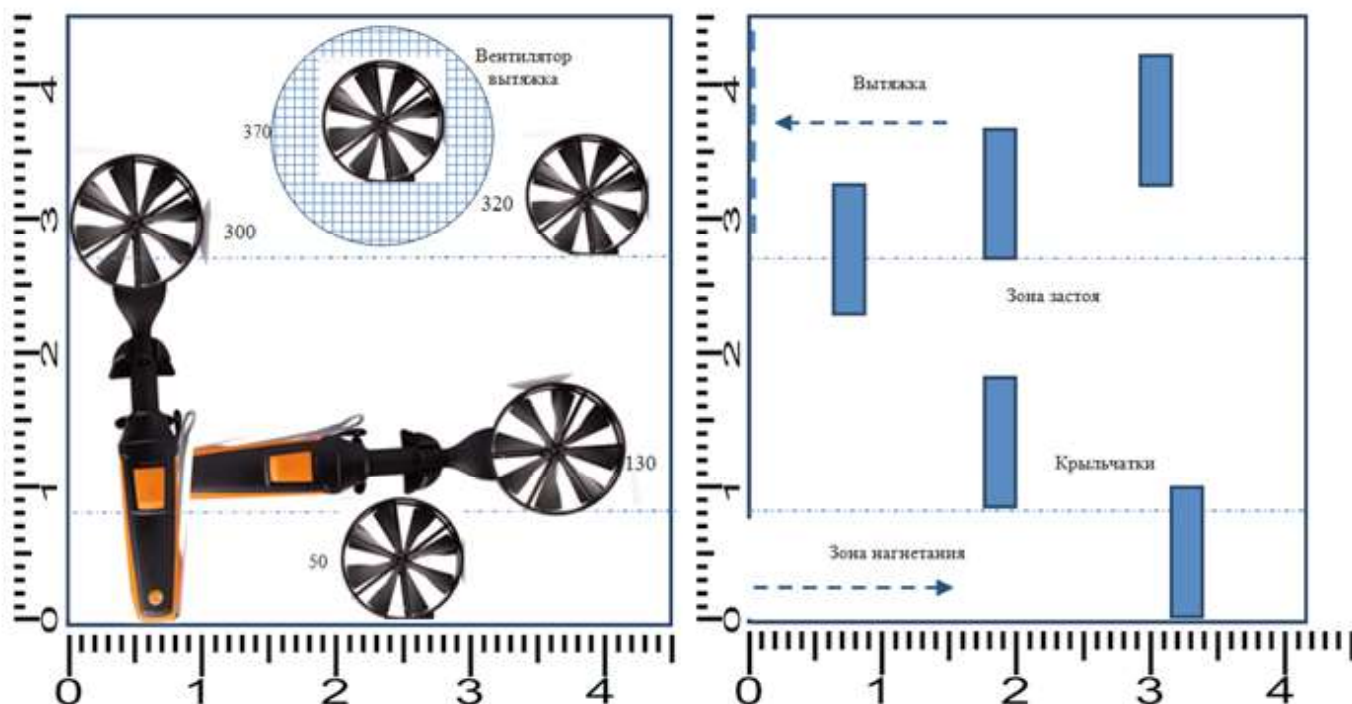 Вентилятор
вытяжка
370
320
300
130
50
4
3
2
1
0
0 1 2 3 4
Вытяжка
Зона застоя
Крыльчатки
Зона нагнетания
4
3
2
1
0
0 1 2 3 4